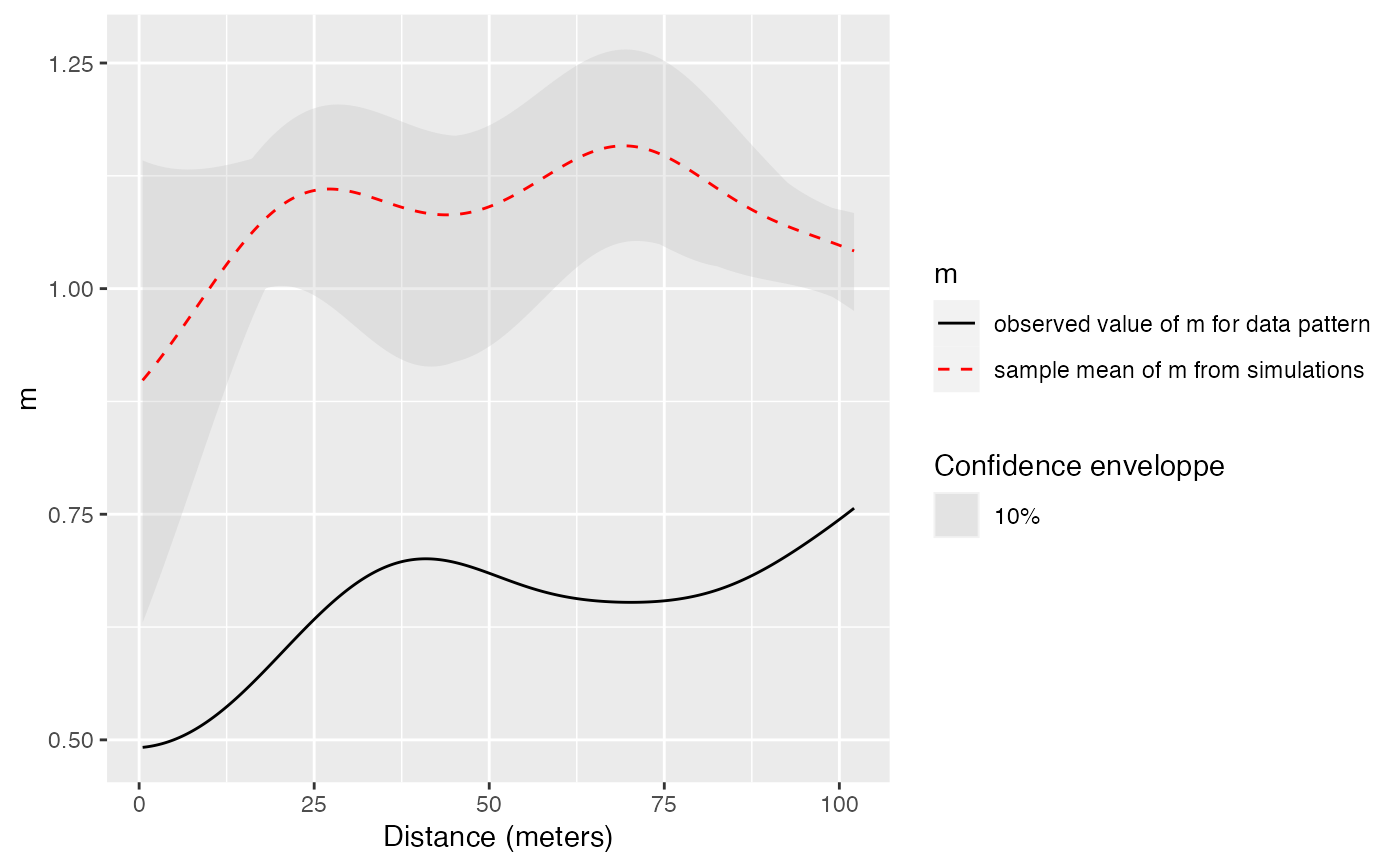 1.25
1.00
0.75
0.50
m
0
25
50
75
100
Distance (meters)
m
observed value of m for data pattern
sample mean of m from simulations
Confidence enveloppe
10%